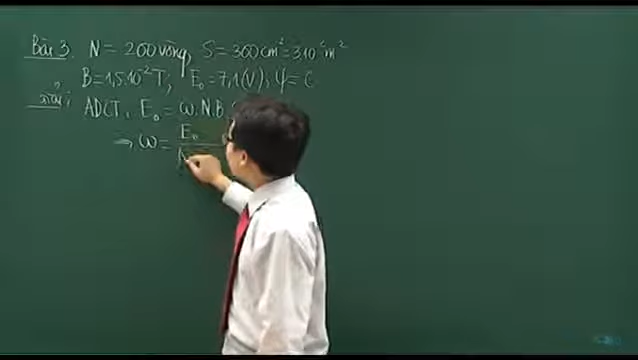 Bài 3. N = 200 vòng, S = 300 cm² = 3.10⁻² m²
B = 1,5.10⁻² T; E₀ = 7,1 (V); φ =
Giải: ADCT: E₀ = ω.N.B.
⇒ ω = E₀ / N